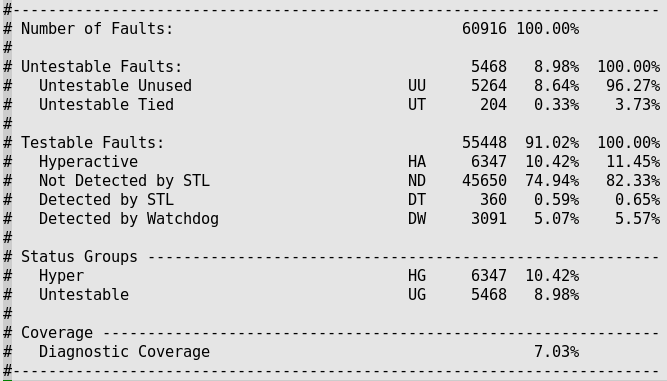 #------------------------------------------------------------------------
# Number of Faults:                                60916 100.00%
#
# Untestable Faults:                                5468   8.98%  100.00%
#   Untestable Unused                        UU     5264   8.64%   96.27%
#   Untestable Tied                          UT      204   0.33%    3.73%
#
# Testable Faults:                                 55448  91.02%  100.00%
#   Hyperactive                              HA     6347  10.42%   11.45%
#   Not Detected by STL                      ND    45650  74.94%   82.33%
#   Detected by STL                          DT      360   0.59%    0.65%
#   Detected by Watchdog                     DW     3091   5.07%    5.57%
#
# Status Groups ---------------------------------------------------------
#   Hyper                                    HG     6347  10.42%
#   Untestable                               UG     5468   8.98%
#
# Coverage --------------------------------------------------------------
#   Diagnostic Coverage                                    7.03%
#------------------------------------------------------------------------